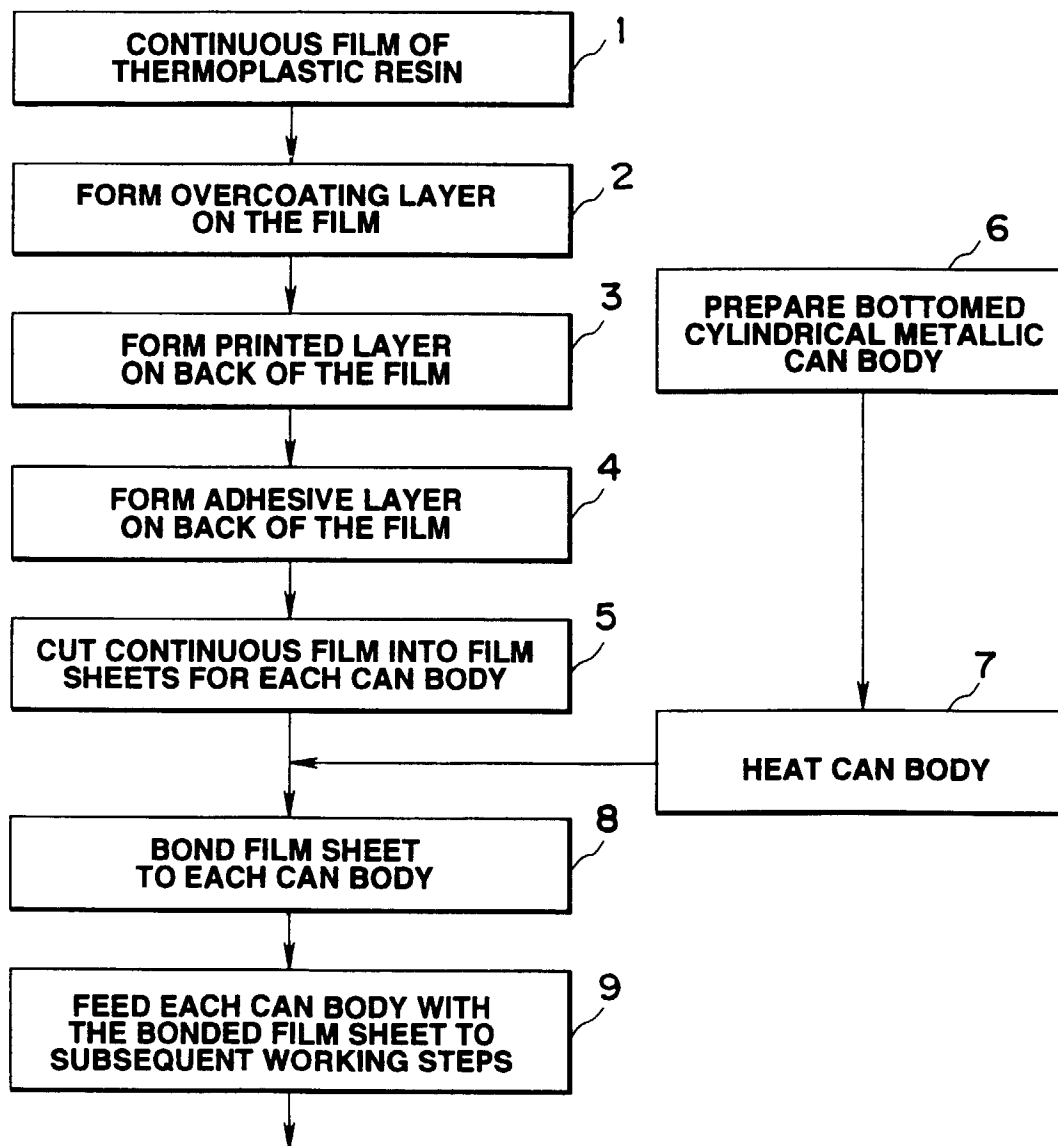 1
CONTINUOUS FILM OF
THERMOPLASTIC RESIN
2
FORM OVERCOATING LAYER
ON THE FILM
3
FORM PRINTED LAYER
ON BACK OF THE FILM
4
FORM ADHESIVE LAYER
ON BACK OF THE FILM
5
CUT CONTINUOUS FILM INTO FILM
SHEETS FOR EACH CAN BODY
6
PREPARE BOTTOMED
CYLINDRICAL METALLIC
CAN BODY
7
HEAT CAN BODY
8
BOND FILM SHEET
TO EACH CAN BODY
9
FEED EACH CAN BODY WITH
THE BONDED FILM SHEET TO
SUBSEQUENT WORKING STEPS